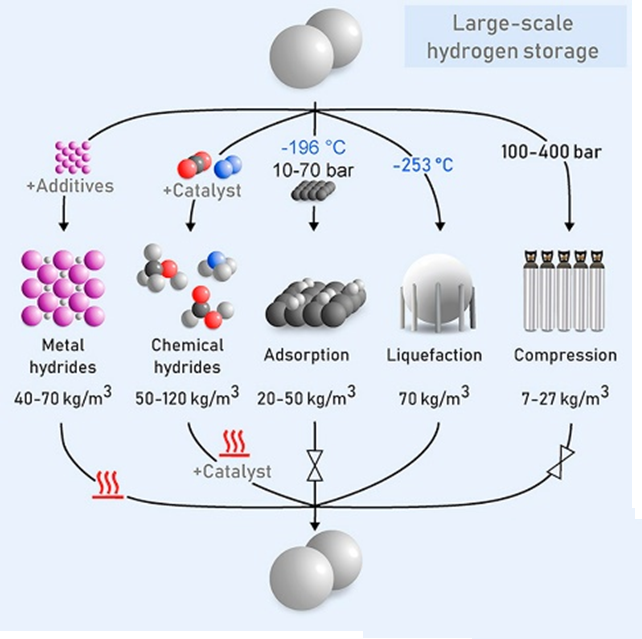 Large-scale
hydrogen storage
+Additives
+Catalyst
-196 °C
10-70 bar
-253 °C
100-400 bar
Metal
hydrides
40-70 kg/m³
Chemical
hydrides
50-120 kg/m³
Adsorption
20-50 kg/m³
Liquefaction
70 kg/m³
Compression
7-27 kg/m³
+Catalyst